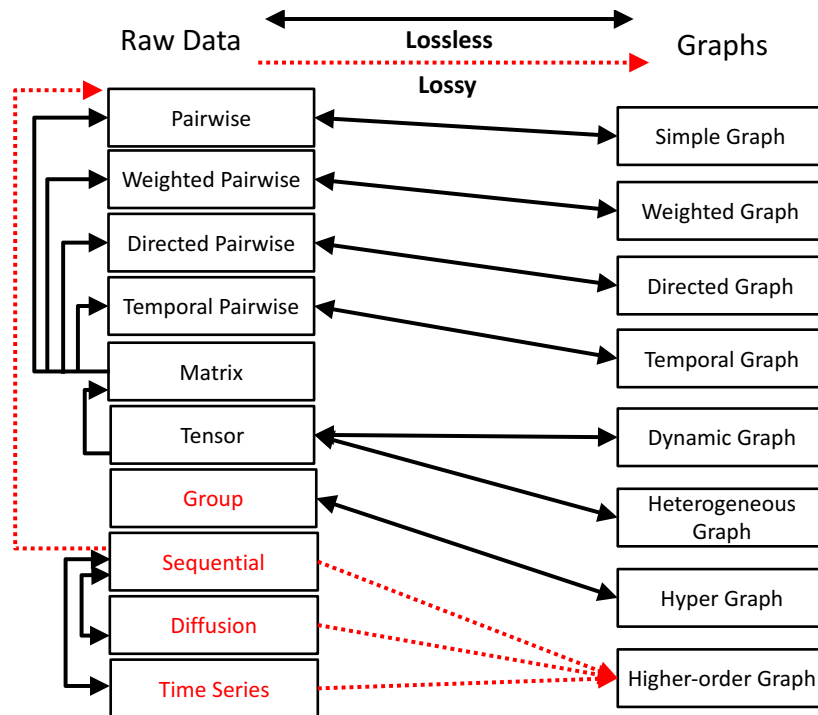 Raw Data
Lossless
Lossy
Graphs
Pairwise
Weighted Pairwise
Directed Pairwise
Temporal Pairwise
Matrix
Tensor
Group
Sequential
Diffusion
Time Series
Simple Graph
Weighted Graph
Directed Graph
Temporal Graph
Dynamic Graph
Heterogeneous
Graph
Hyper Graph
Higher-order Graph